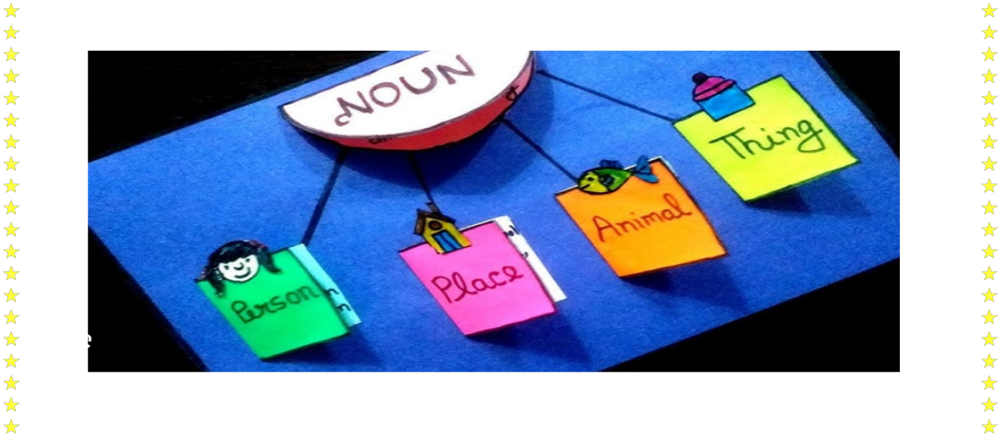 NOUN
Thing
Animal
Place
Person